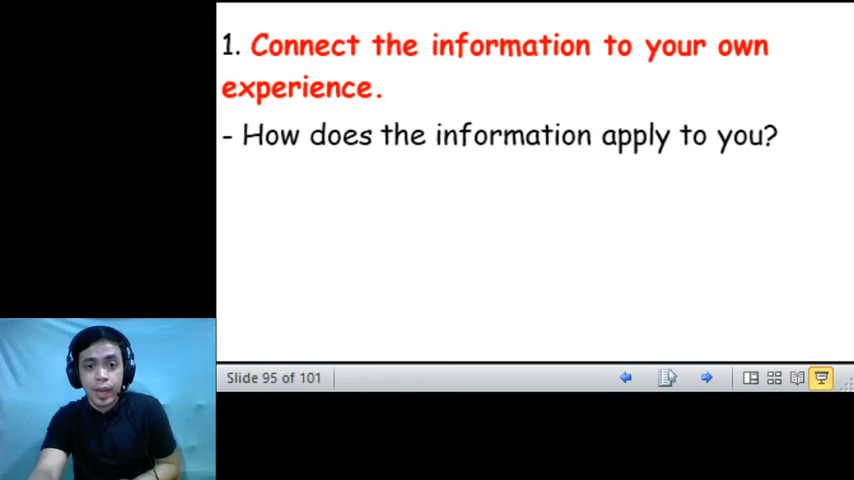 1. Connect the information to your own
experience.
- How does the information apply to you?
Slide 95 of 101